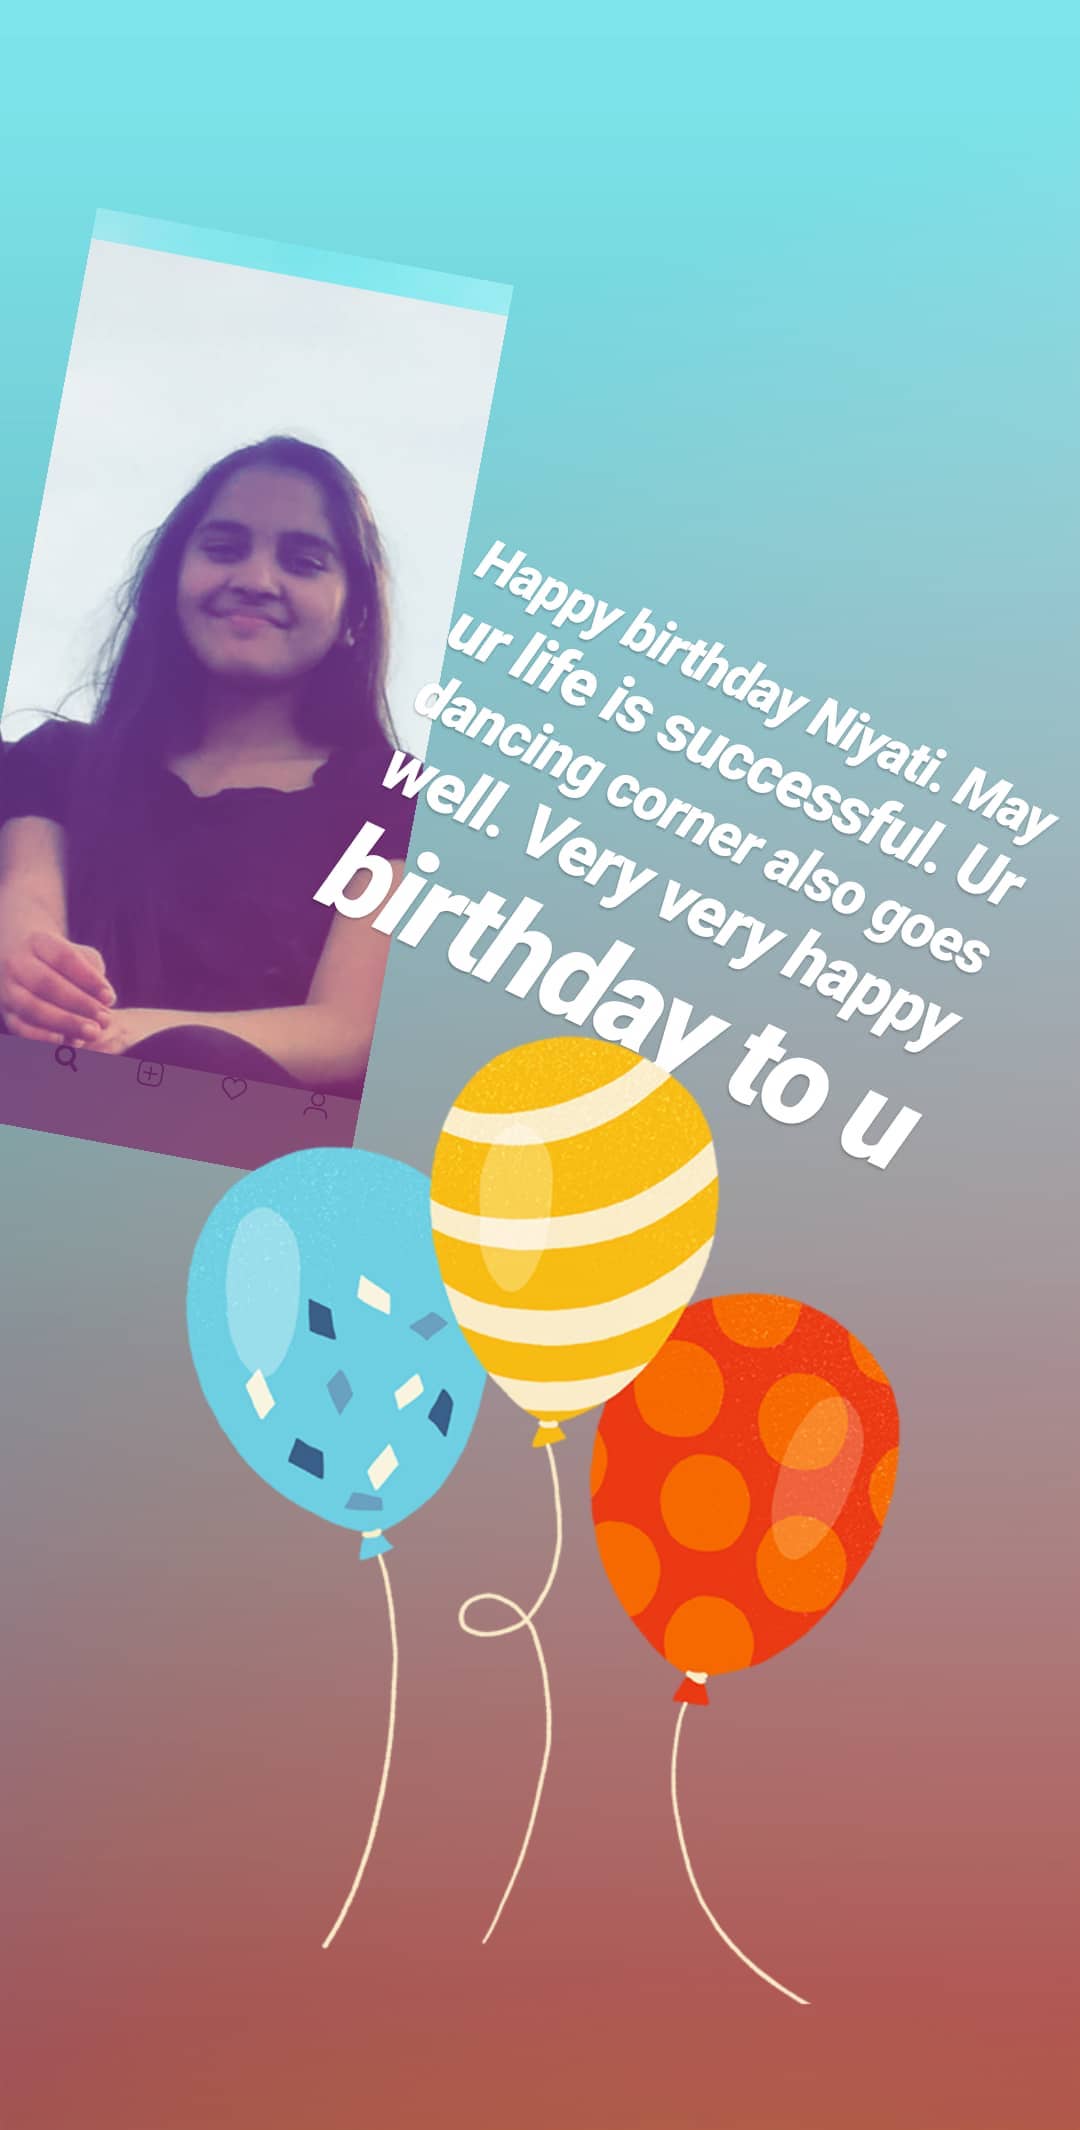 Happy birthday Niyati. May
ur life is successful. Ur
dancing corner also goes
well. Very very happy
birthday to u